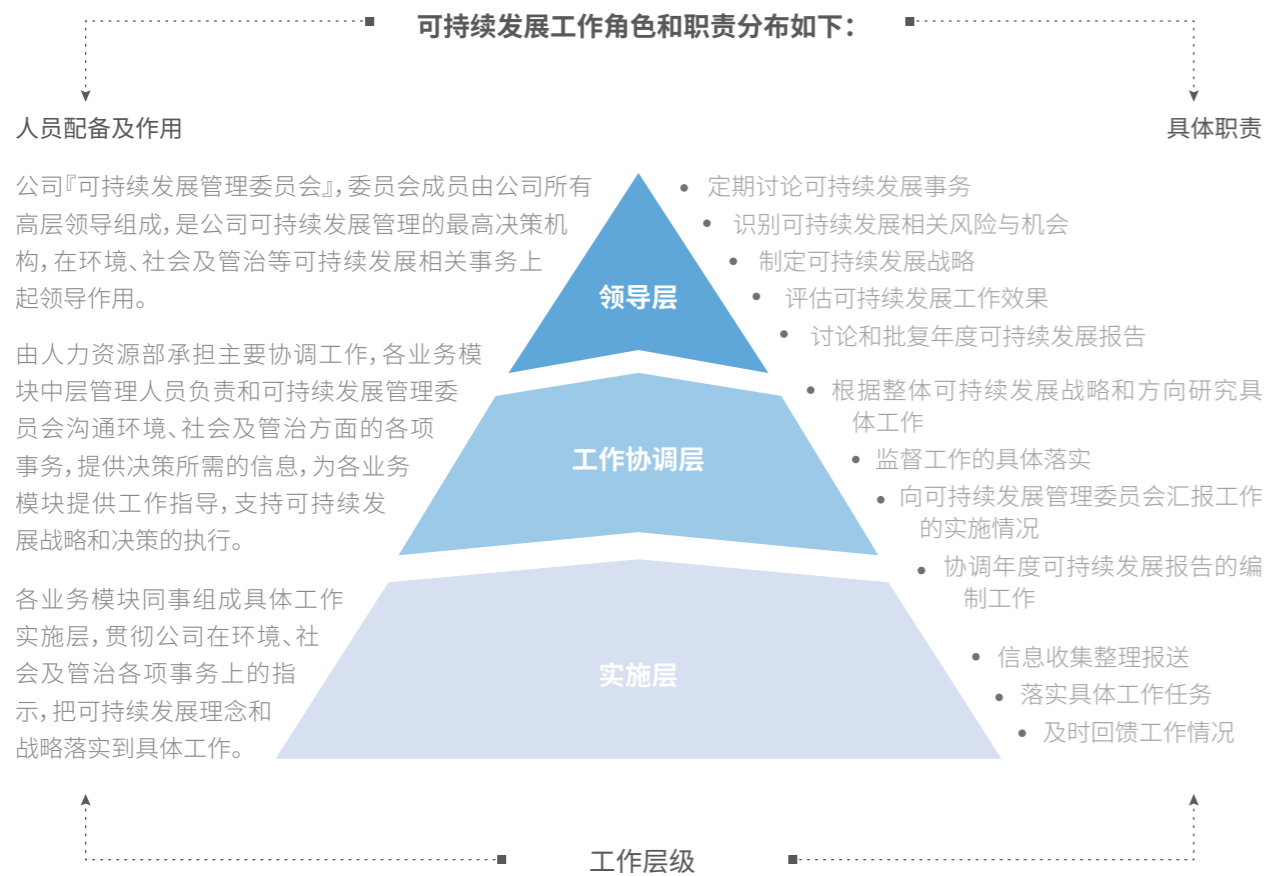 可持续发展工作角色和职责分布如下：
人员配备及作用
具体职责
公司『可持续发展管理委员会』，委员会成员由公司所有
高层领导组成，是公司可持续发展管理的最高决策机
构，在环境、社会及管治等可持续发展相关事务上
起领导作用。
由人力资源部承担主要协调工作，各业务模
块中层管理人员负责和可持续发展管理委
员会沟通环境、社会及管治方面的各项
事务，提供决策所需的信息，为各业务
模块提供工作指导，支持可持续发
展战略和决策的执行。
各业务模块同事组成具体工作
实施层，贯彻公司在环境、社
会及管治各项事务上的指
示，把可持续发展理念和
战略落实到具体工作。
领导层
工作协调层
实施层
• 定期讨论可持续发展事务
• 识别可持续发展相关风险与机会
• 制定可持续发展战略
• 评估可持续发展工作效果
• 讨论和批复年度可持续发展报告
• 根据整体可持续发展战略和方向研究具
体工作
• 监督工作的具体落实
• 向可持续发展管理委员会汇报工作
的实施情况
• 协调年度可持续发展报告的编
制工作
• 信息收集整理报送
• 落实具体工作任务
• 及时回馈工作情况
工作层级